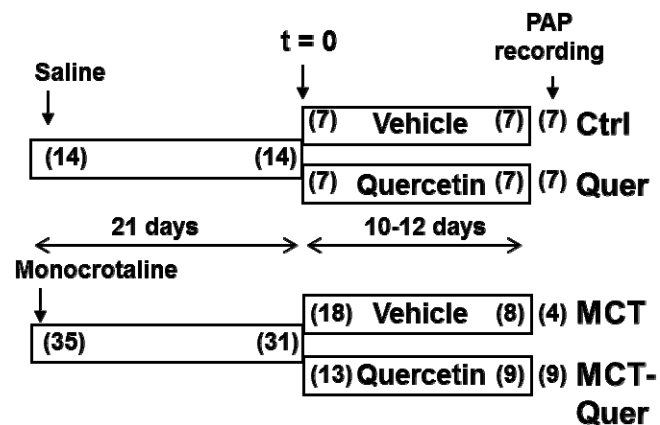 PAP
t = 0
recording
Saline
(7) Vehicle (7) (7) Ctrl
(14) (14)
(7) Quercetin (7) (7) Quer
21 days 10-12 days
Monocrotaline
(18) Vehicle (8) (4) MCT
(35) (31)
(13) Quercetin (9) (9) MCT-
Quer